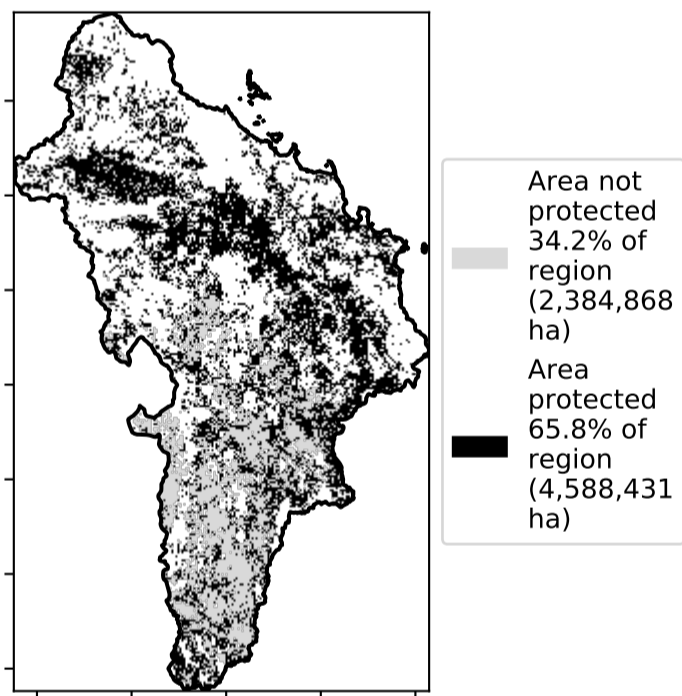 Area not
protected
34.2% of
region
(2,384,868
ha)
Area
protected
65.8% of
region
(4,588,431
ha)